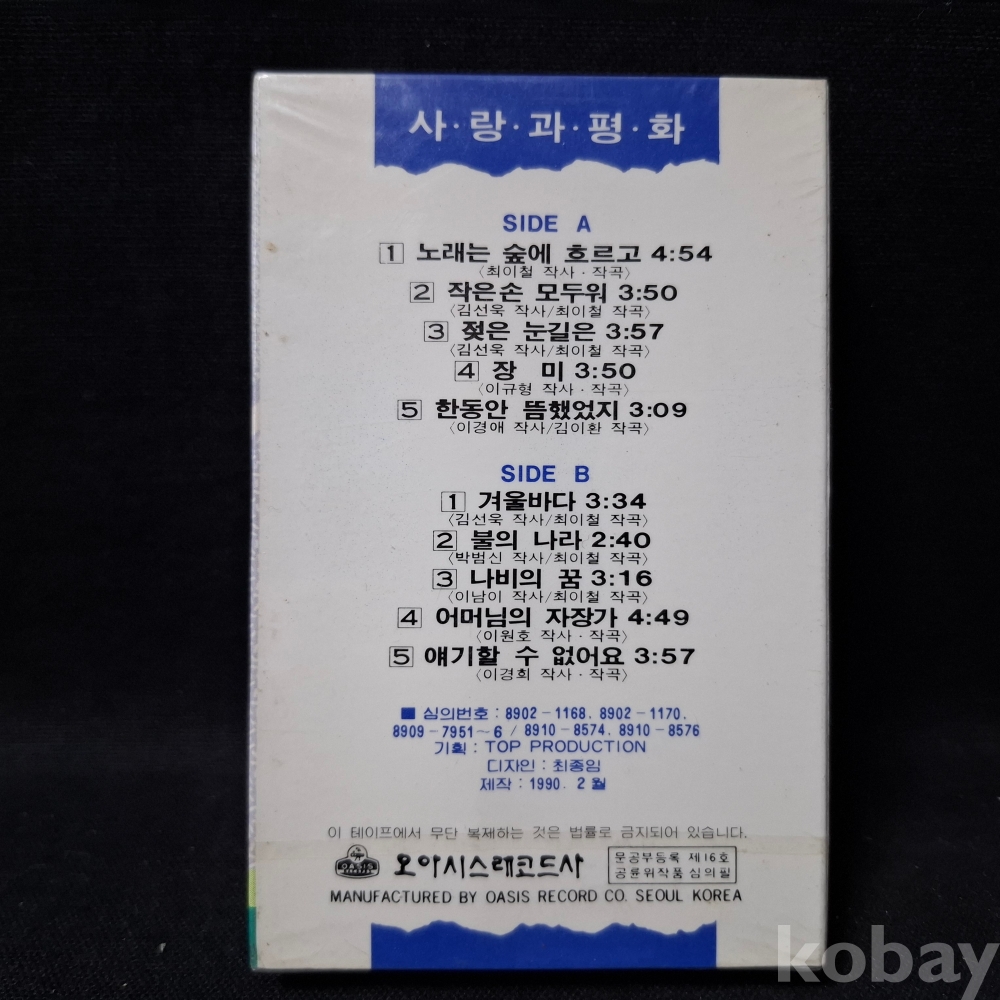 사·랑·과·평·화
SIDE A
1 노래는 숲에 흐르고 4:54
〈최이철 작사·작곡〉
2 작은손 모두워 3:50
〈김선욱 작사/최이철 작곡〉
3 젖은 눈길은 3:57
〈김선욱 작사/최이철 작곡〉
4 장 미 3:50
〈이규형 작사·작곡〉
5 한동안 뜸했었지 3:09
〈이경애 작사/김이환 작곡〉
SIDE B
1 겨울바다 3:34
〈김선욱 작사/최이철 작곡〉
2 불의 나라 2:40
〈박범신 작사/최이철 작곡〉
3 나비의 꿈 3:16
〈이남이 작사/최이철 작곡〉
4 어머님의 자장가 4:49
〈이원호 작사·작곡〉
5 얘기할 수 없어요 3:57
〈이경희 작사·작곡〉
■ 심의번호 : 8902-1168. 8902-1170.
8909-7951~6 / 8910-8574. 8910-8576
기획 : TOP PRODUCTION
디자인 : 최종임
제작 : 1990. 2월
이 테이프에서 무단 복제하는 것은 법률로 금지되어 있습니다.
OASIS 오아시스레코드사
문공부등록 제16호
공륜위작품 심의필
MANUFACTURED BY OASIS RECORD CO. SEOUL KOREA
kobay